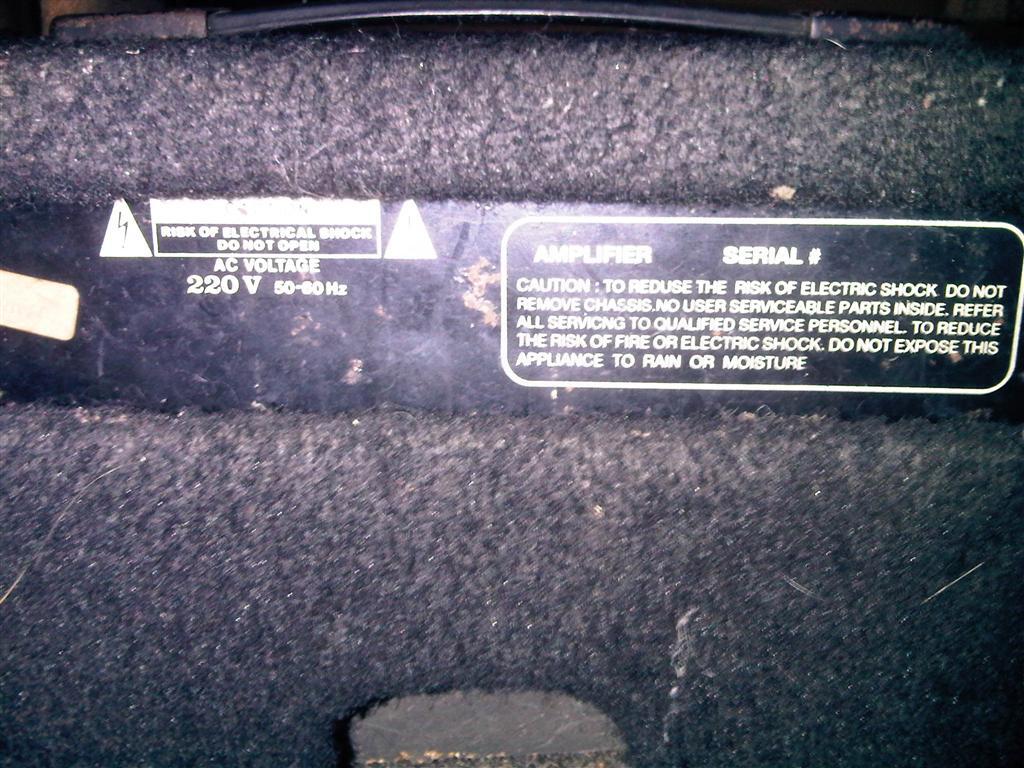 RISK OF ELECTRICAL SHOCK
DO NOT OPEN
AC VOLTAGE
220 V 50-60 Hz
AMPLIFIER SERIAL #
CAUTION : TO REDUSE THE RISK OF ELECTRIC SHOCK DO NOT
REMOVE CHASSIS.NO USER SERVICEABLE PARTS INSIDE. REFER
ALL SERVICNG TO QUALIFIED SERVICE PERSONNEL. TO REDUCE
THE RISK OF FIRE OR ELECTRIC SHOCK. DO NOT EXPOSE THIS
APPLIANCE TO RAIN OR MOISTURE